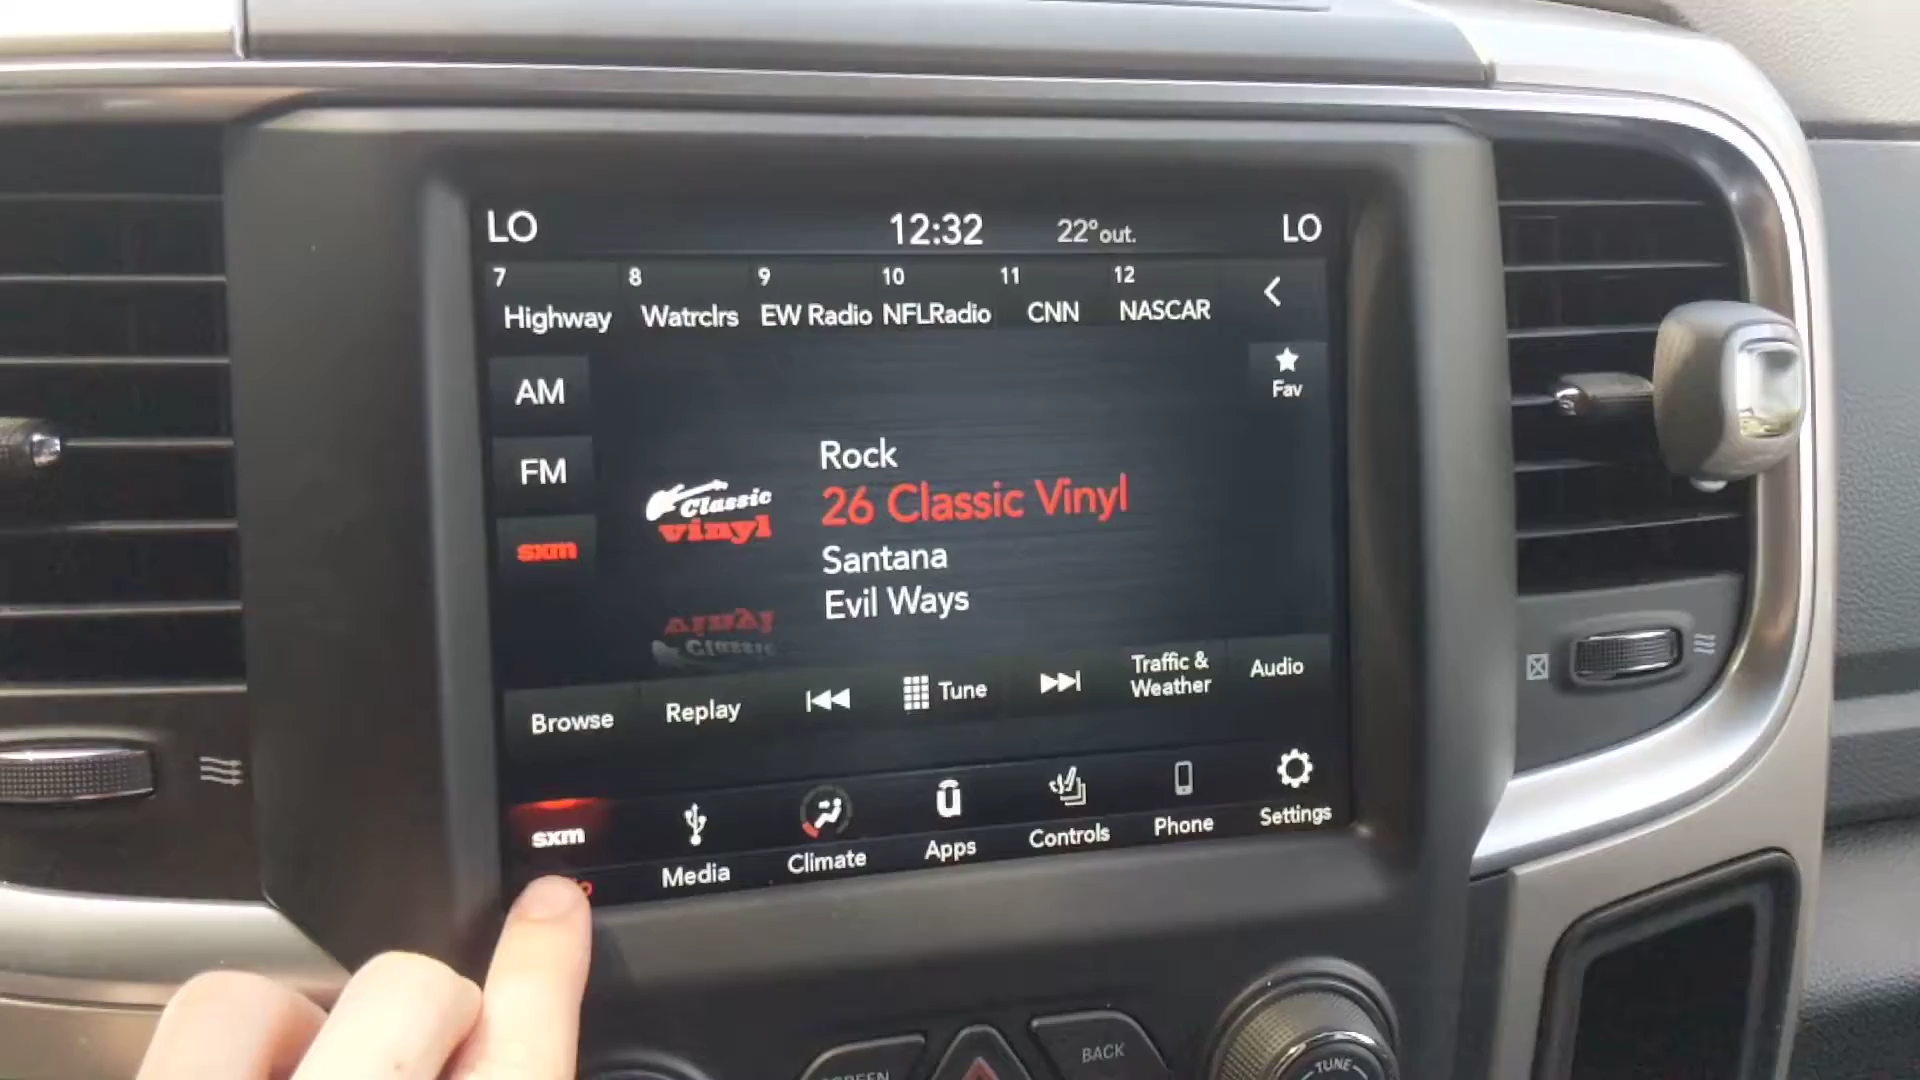 LO 12:32 22° out. LO
7 8 9 10 11 12
Highway Watrclrs EW Radio NFLRadio CNN NASCAR
AM
Fav
FM
sxm
Classic
vinyl
Rock
26 Classic Vinyl
Santana
Evil Ways
Browse Replay Tune Traffic &
Weather Audio
sxm
Media Climate Apps Controls Phone Settings
BACK
TUNE